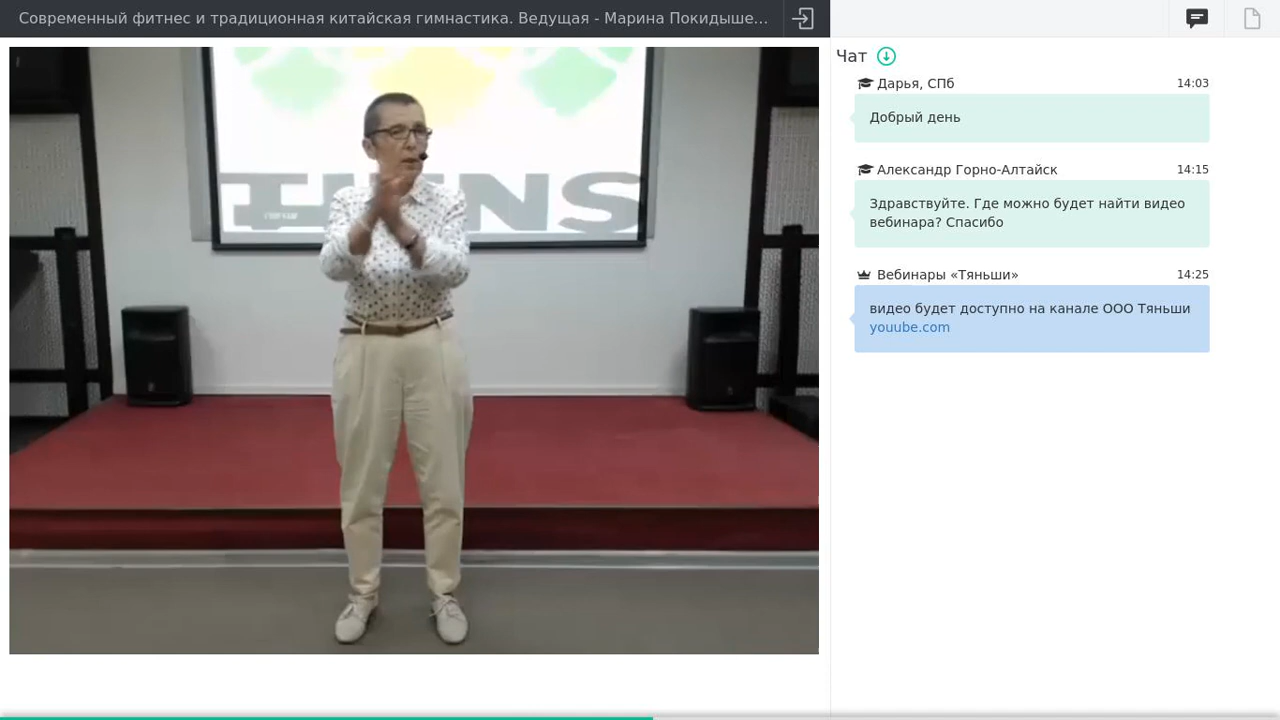 Современный фитнес и традиционная китайская гимнастика. Ведущая - Марина Покидыше...
Чат
Дарья, СПб 14:03
Добрый день
Александр Горно-Алтайск 14:15
Здравствуйте. Где можно будет найти видео
вебинара? Спасибо
Вебинары «Тяньши» 14:25
видео будет доступно на канале ООО Тяньши
youube.com